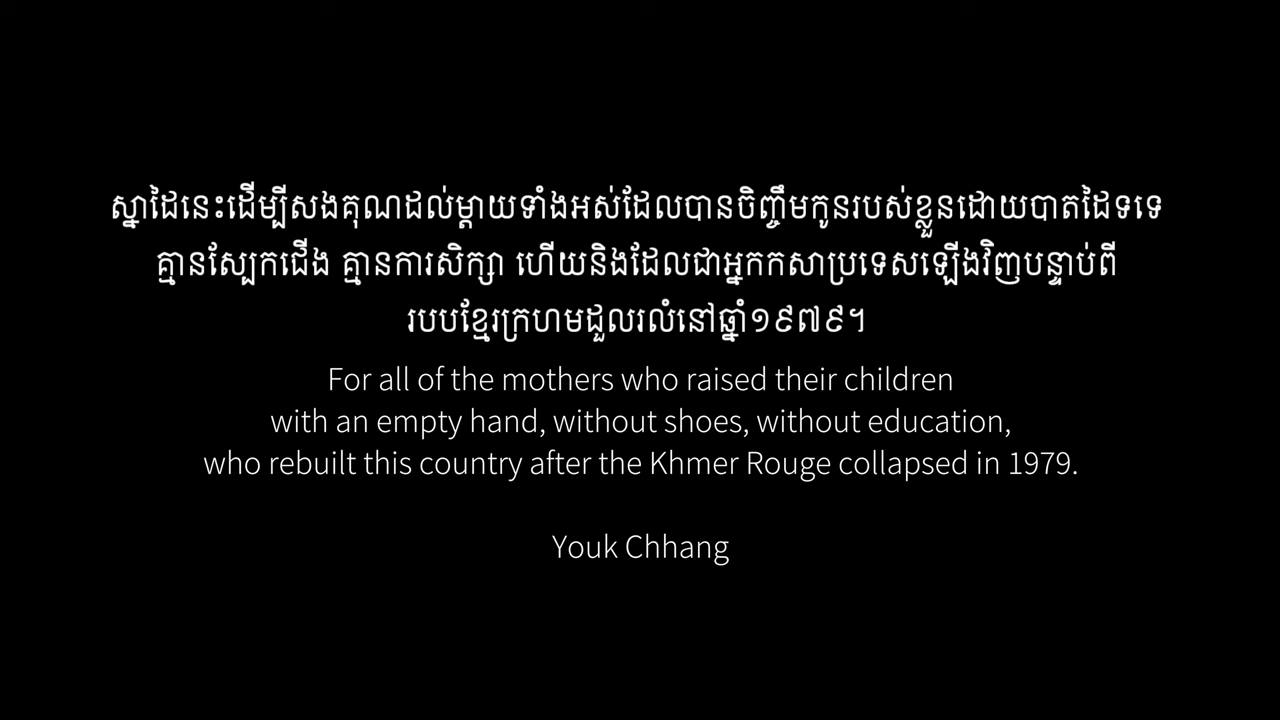 ស្នាដៃនេះដើម្បីសងគុណដល់ម្តាយទាំងអស់ដែលបានចិញ្ចឹមកូនរបស់ខ្លួនដោយបាតដៃទទេ
គ្មានស្បែកជើង គ្មានការសិក្សា ហើយនិងដែលជាអ្នកកសាប្រទេសឡើងវិញបន្ទាប់ពី
របបខ្មែរក្រហមដួលរលំនៅឆ្នាំ១៩៧៩។
For all of the mothers who raised their children
with an empty hand, without shoes, without education,
who rebuilt this country after the Khmer Rouge collapsed in 1979.
Youk Chhang